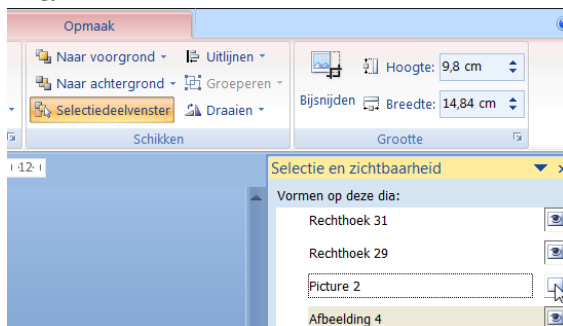 Opmaak
Naar voorgrond
Uitlijnen
Naar achtergrond
Groeperen
Selectiedeelvenster
Draaien
Schikken
Bijsnijden
Hoogte: 9,8 cm
Breedte: 14,84 cm
Grootte
12
Selectie en zichtbaarheid
Vormen op deze dia:
Rechthoek 31
Rechthoek 29
Picture 2
Afbeelding 4